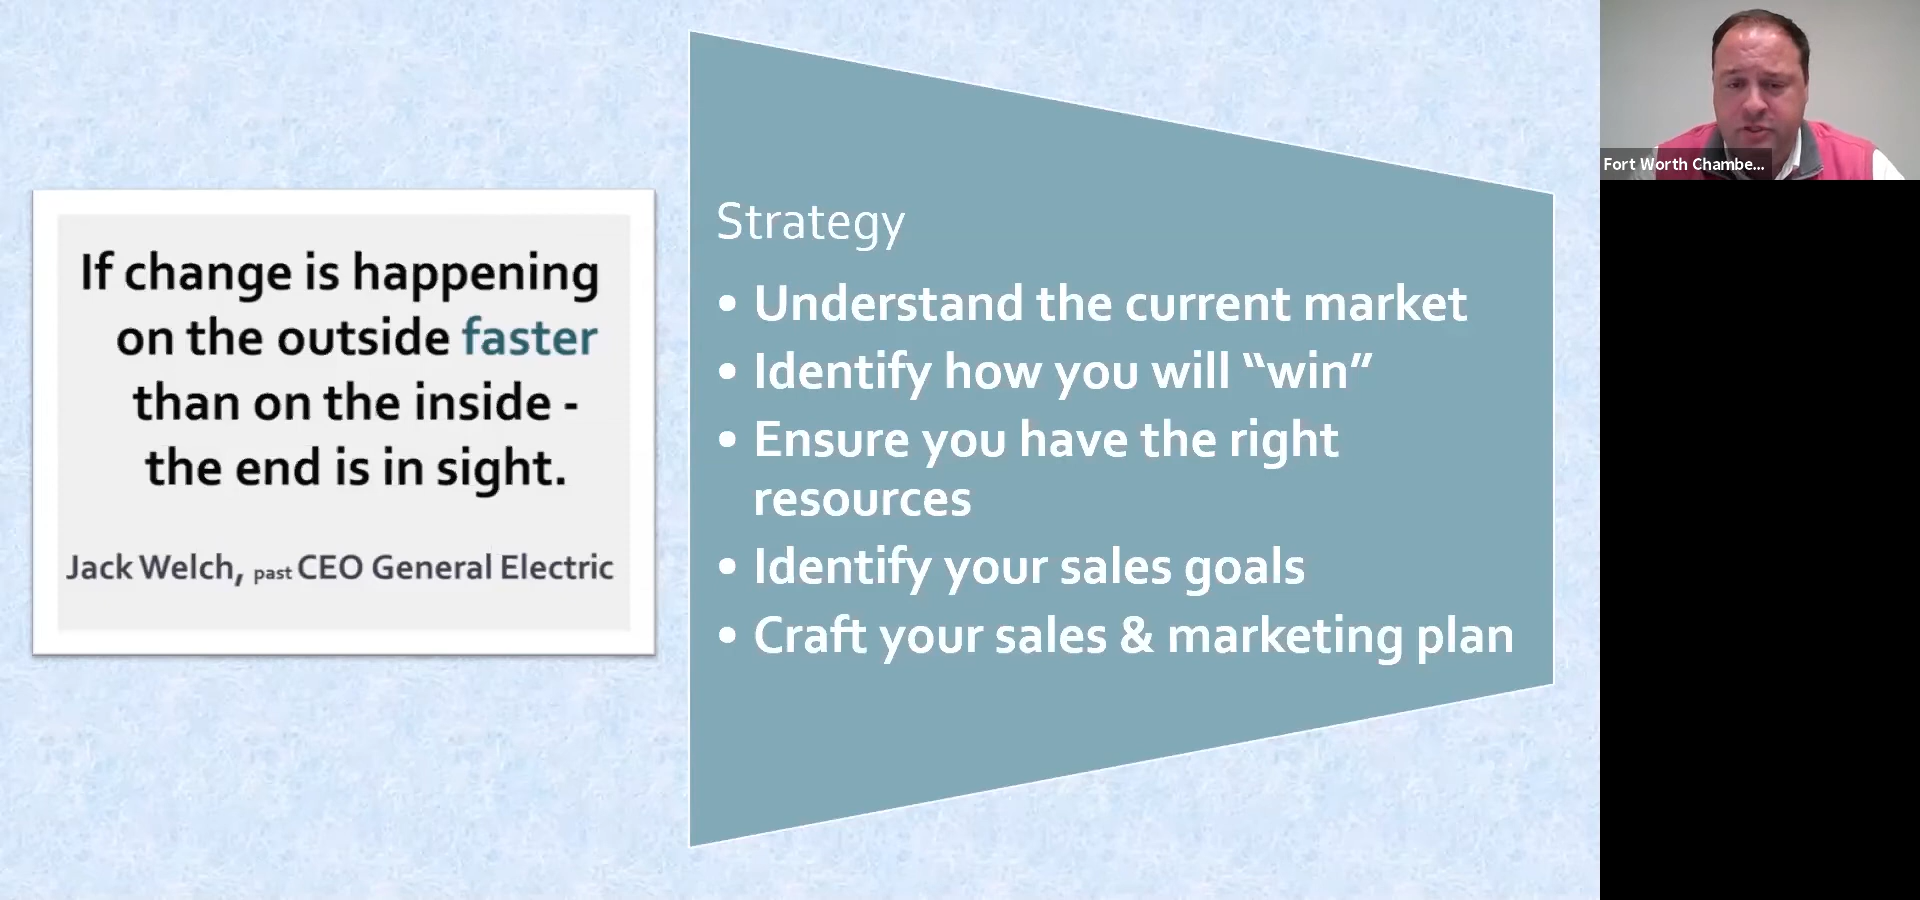 If change is happening
on the outside faster
than on the inside -
the end is in sight.
Jack Welch, past CEO General Electric
Strategy
• Understand the current market
• Identify how you will “win”
• Ensure you have the right
resources
• Identify your sales goals
• Craft your sales & marketing plan
Fort Worth Chambe...